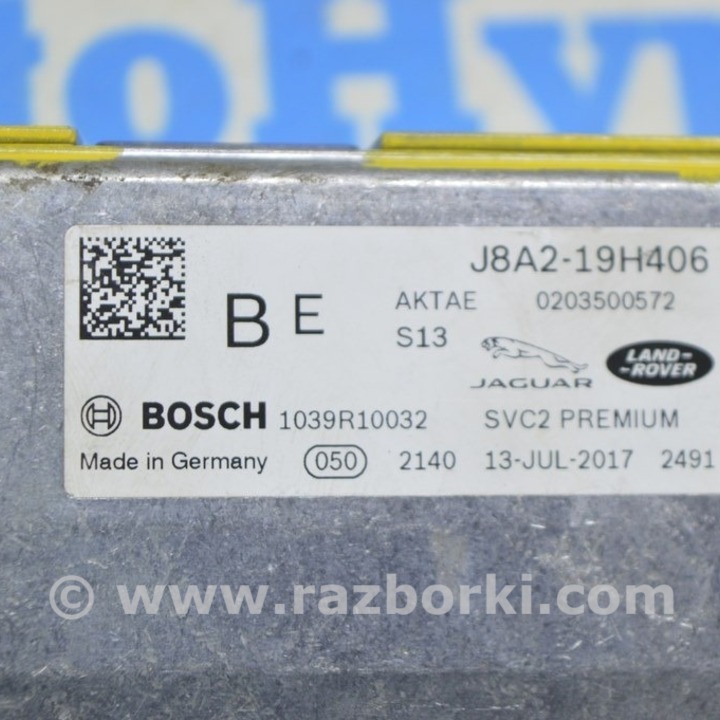 J8A2-19H406
B E AKTAE 0203500572
S13
JAGUAR
LAND-
-ROVER
BOSCH 1039R10032 SVC2 PREMIUM
Made in Germany 050 2140 13-JUL-2017 2491
© www.razborki.com